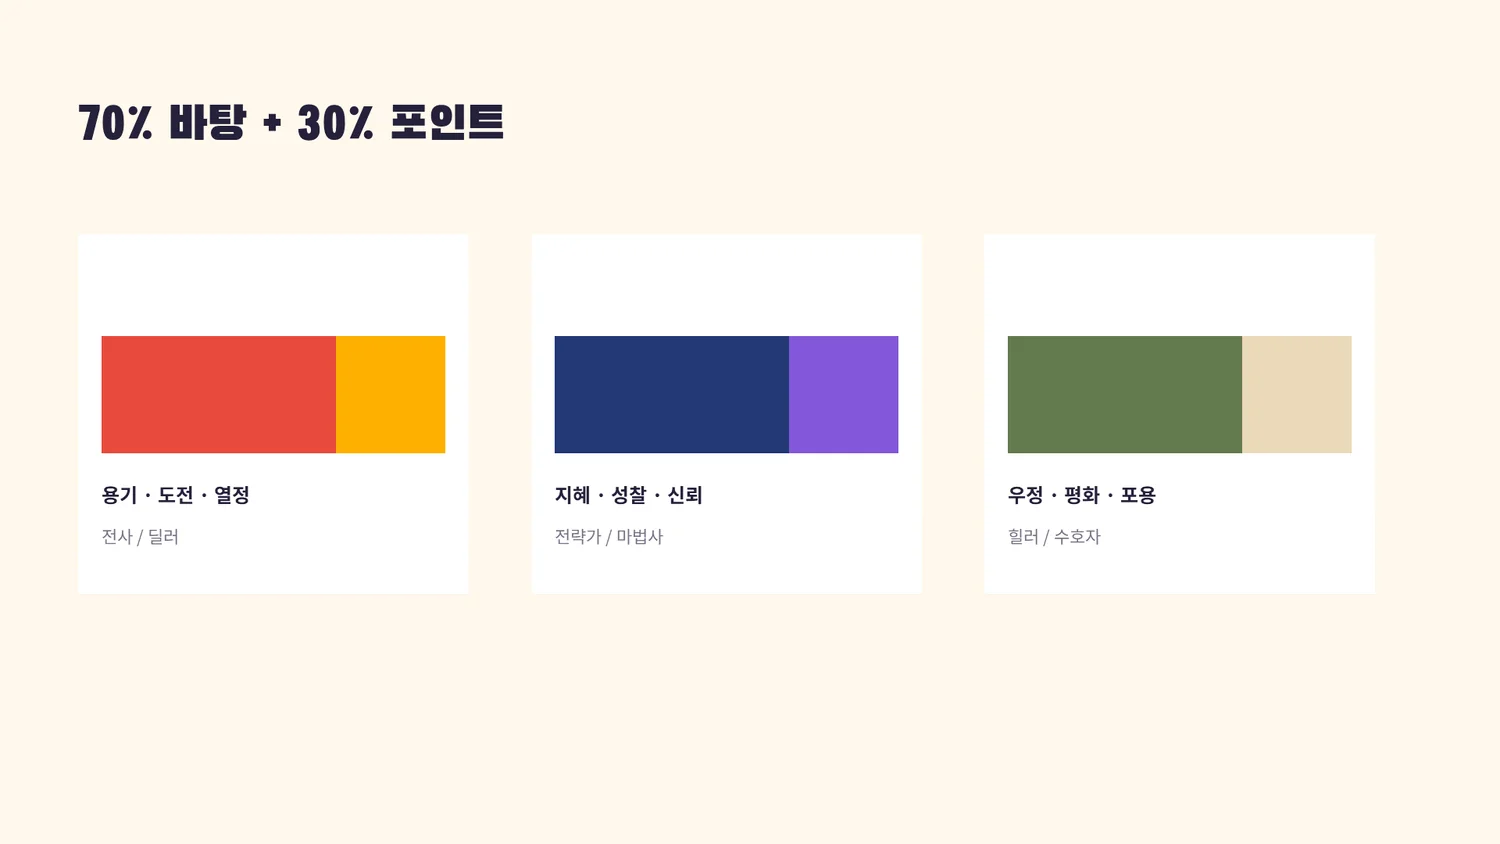 70% 바탕 + 30% 포인트
용기 · 도전 · 열정
전사 / 딜러
지혜 · 성찰 · 신뢰
전략가 / 마법사
우정 · 평화 · 포용
힐러 / 수호자